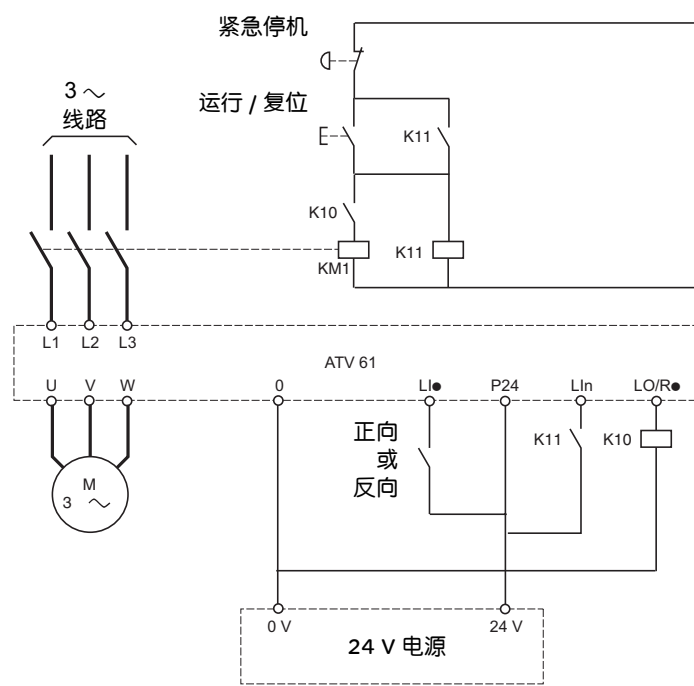 紧急停机
3 ～
线路
运行 / 复位
K11
K10
KM1
K11
L1 L2 L3
ATV 61
U V W 0 LI● P24 LIn LO/R●
正向
或
反向
K11
K10
M
3 ～
0 V
24 V
24 V 电源